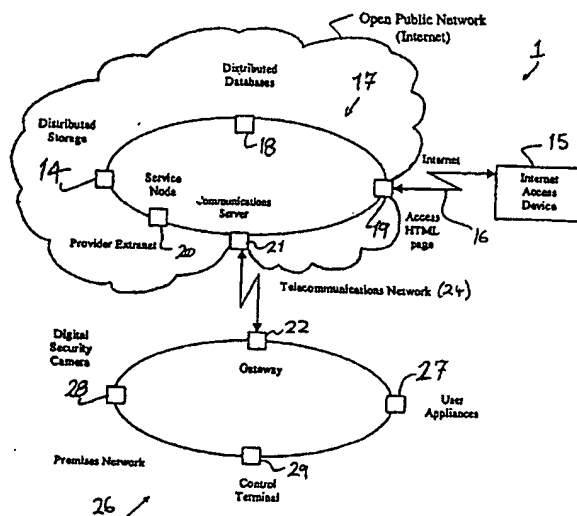 Open Public Network
(Internet)
1
Distributed
Databases
17
Distributed
Storage
18
15
14
Service
Node
Communications
Server
Internet
Internet
Access
Device
19
Access
HTML
page
16
Provider Extranet
20
21
Telecommunications Network (24)
22
Digital
Security
Camera
Gateway
27
28
User
Appliances
Premises Network
29
Control
Terminal
26